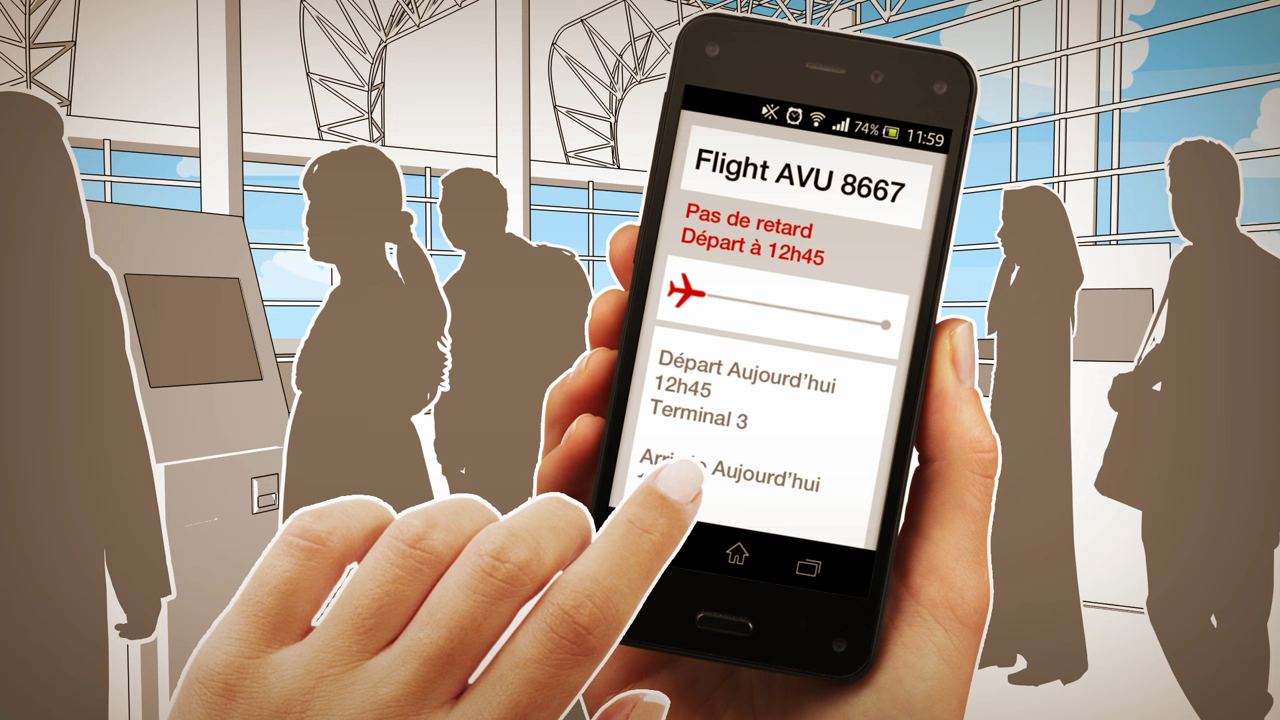 74% 11:59
Flight AVU 8667
Pas de retard
Départ à 12h45
Départ Aujourd'hui
12h45
Terminal 3
Aujourd'hui